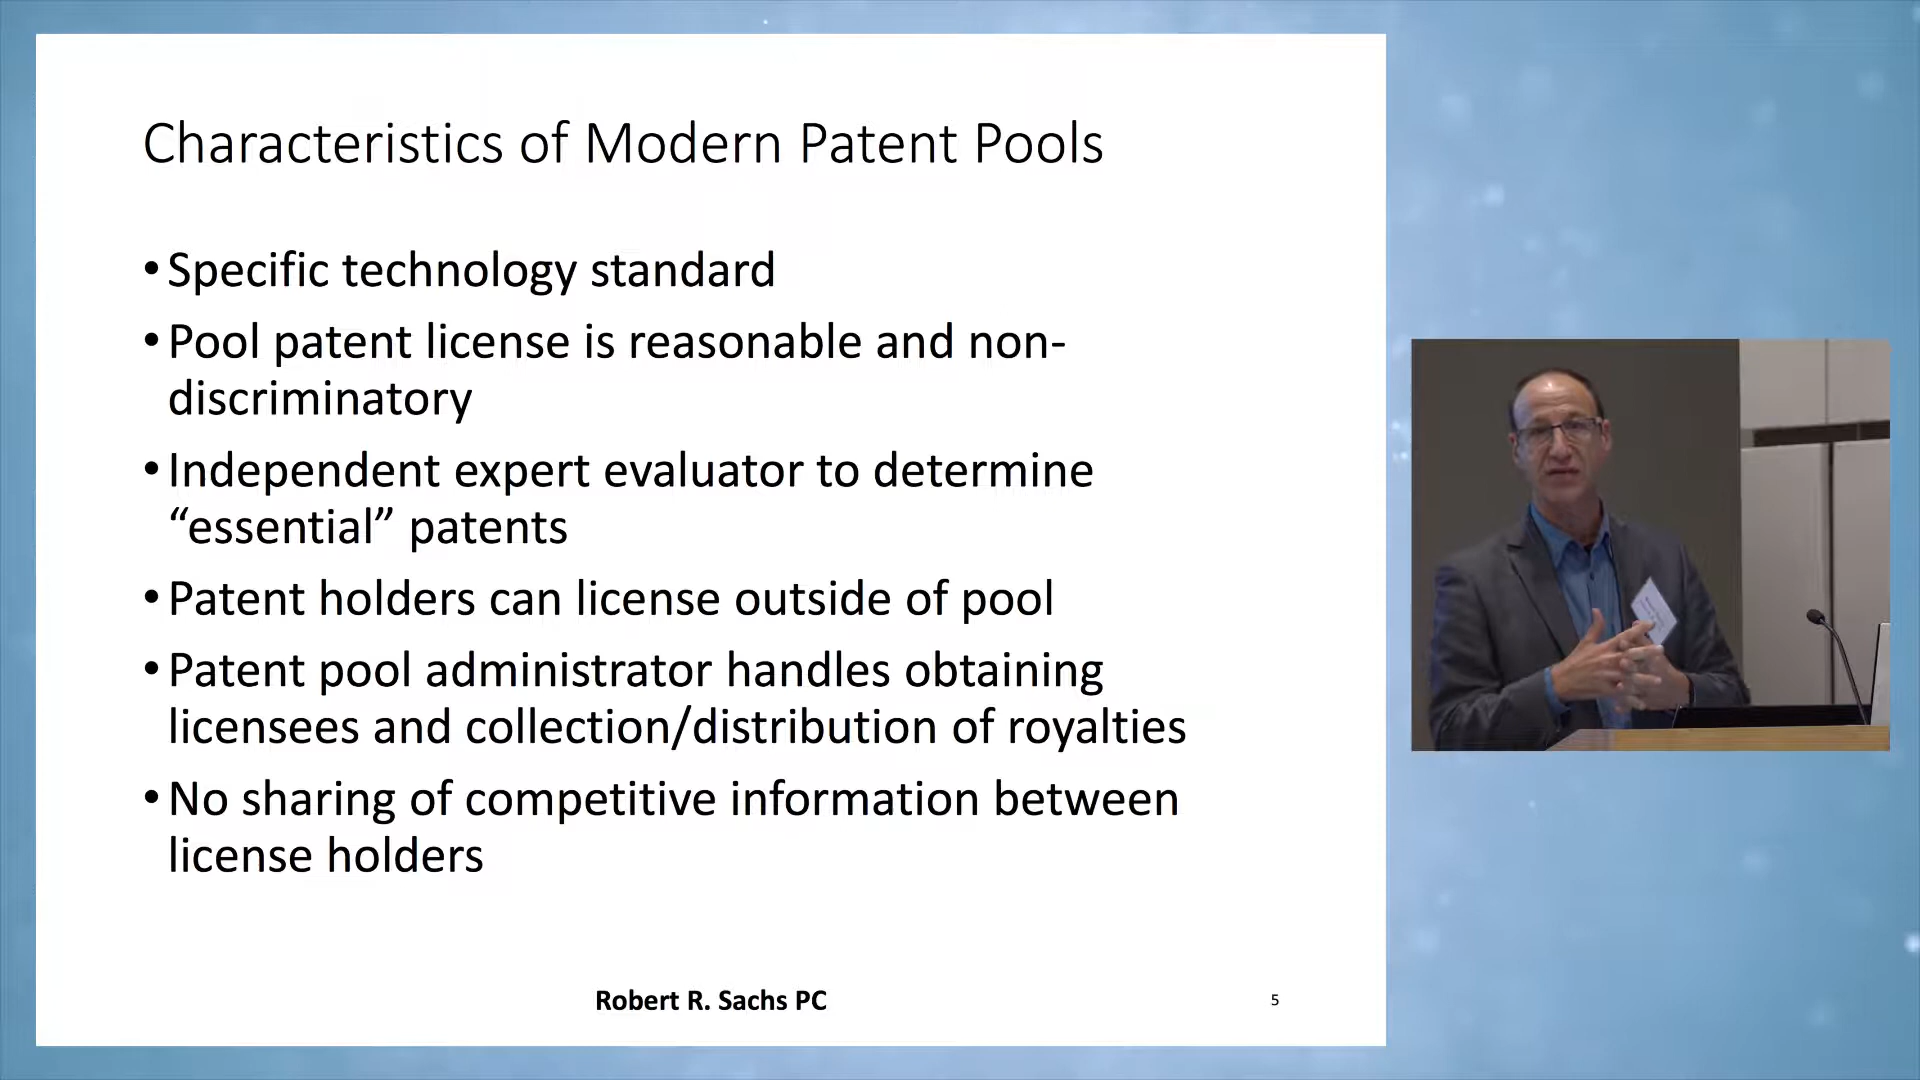 Characteristics of Modern Patent Pools
• Specific technology standard
• Pool patent license is reasonable and non-
discriminatory
• Independent expert evaluator to determine
“essential” patents
• Patent holders can license outside of pool
• Patent pool administrator handles obtaining
licensees and collection/distribution of royalties
• No sharing of competitive information between
license holders
Robert R. Sachs PC
5